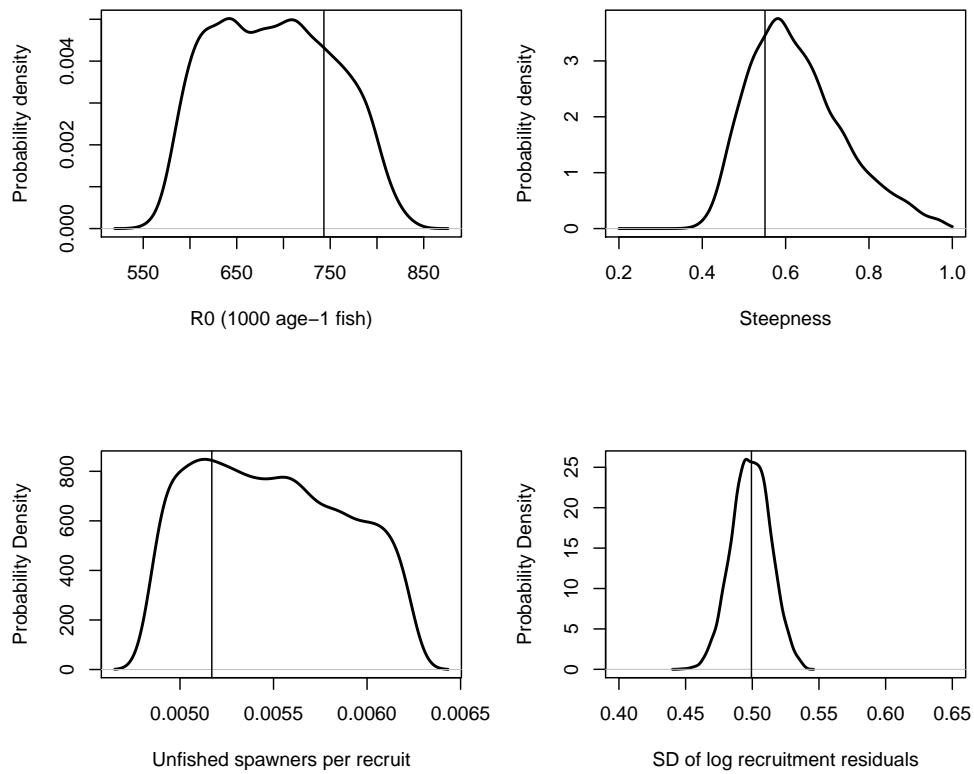 Probability density
0.000
0.002
0.004
550 650 750 850
R0 (1000 age−1 fish)
Probability density
0
1
2
3
0.2 0.4 0.6 0.8 1.0
Steepness
Probability Density
0
200
400
600
800
0.0050 0.0055 0.0060 0.0065
Unfished spawners per recruit
Probability Density
0
5
10
15
20
25
0.40 0.45 0.50 0.55 0.60 0.65
SD of log recruitment residuals